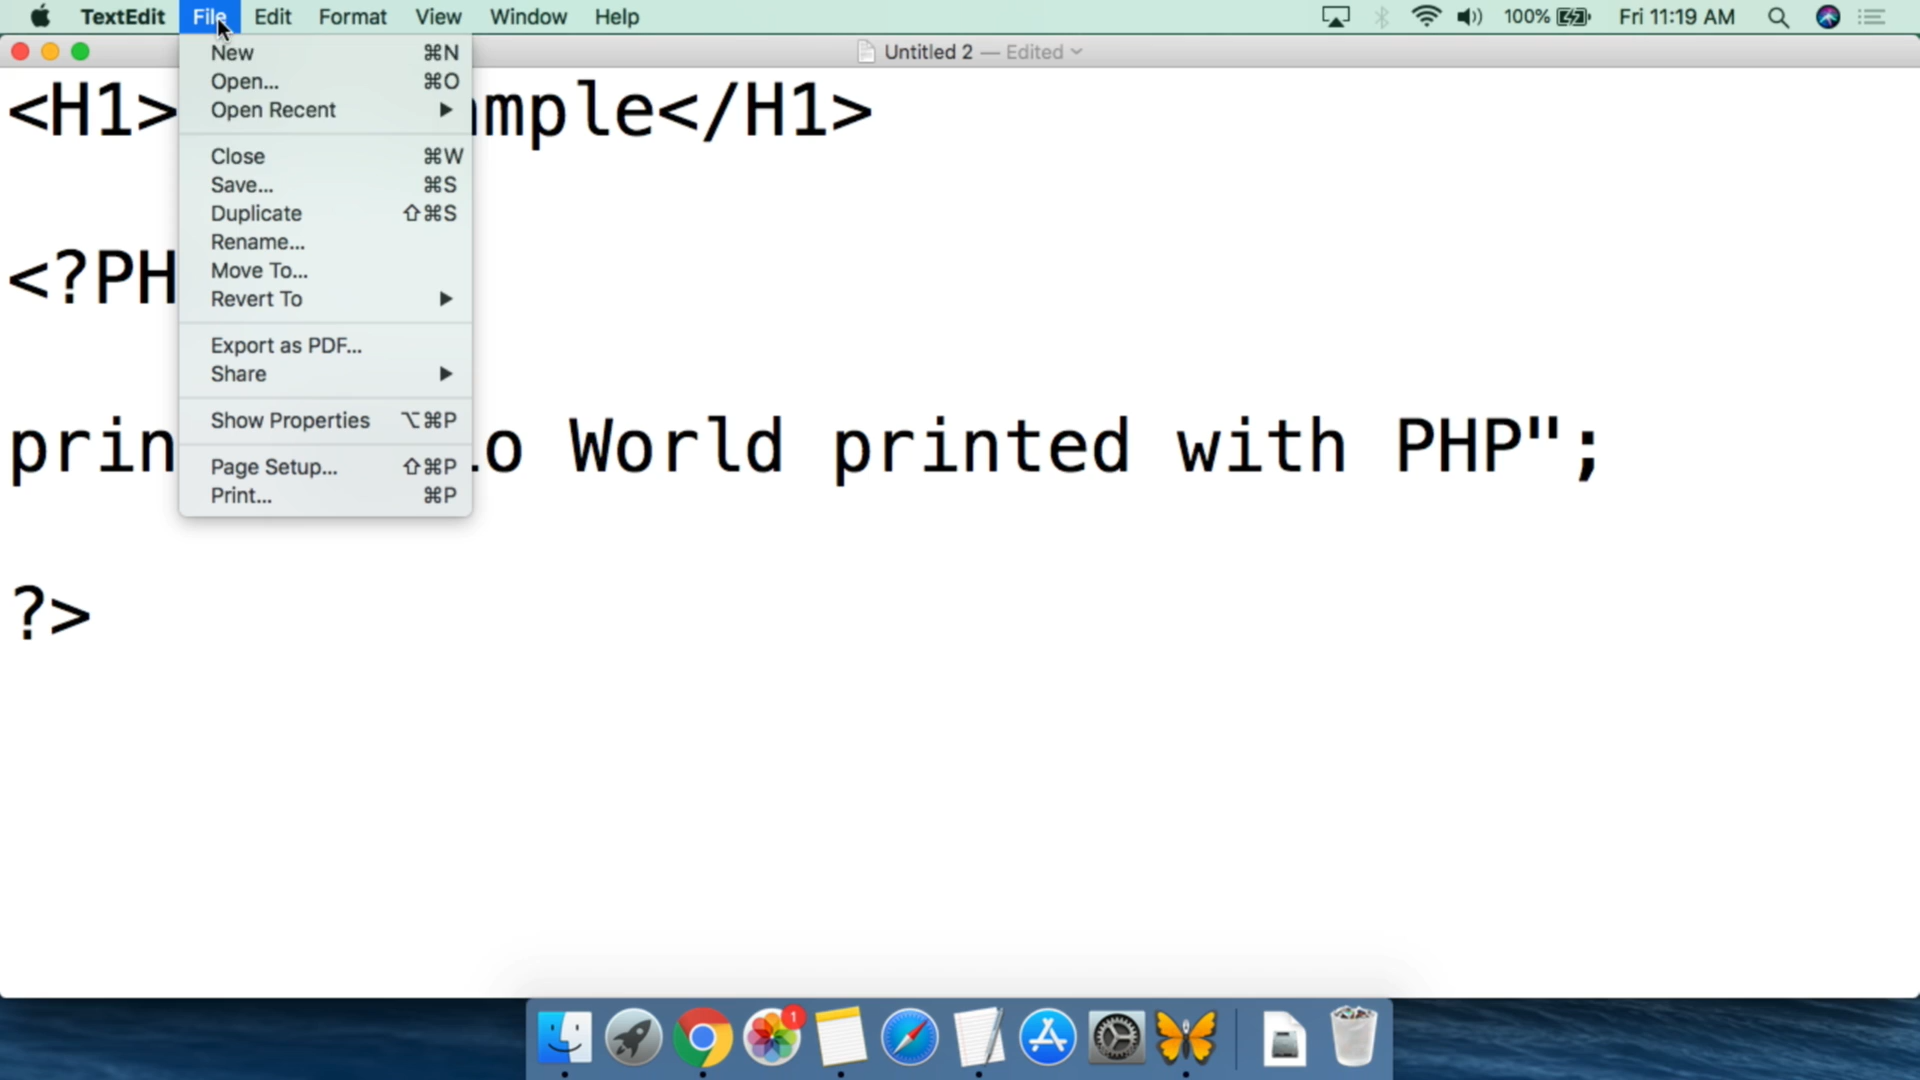 TextEdit File Edit Format View Window Help 100% Fri 11:19 AM
Untitled 2 — Edited
New ⌘N
Open... ⌘O
Open Recent ▶
Close ⌘W
Save... ⌘S
Duplicate ⇧⌘S
Rename...
Move To...
Revert To ▶
Export as PDF...
Share ▶
Show Properties ⌥⌘P
Page Setup... ⇧⌘P
Print... ⌘P
<H1> mple</H1>
<?PH
prin lo World printed with PHP";
?>
1